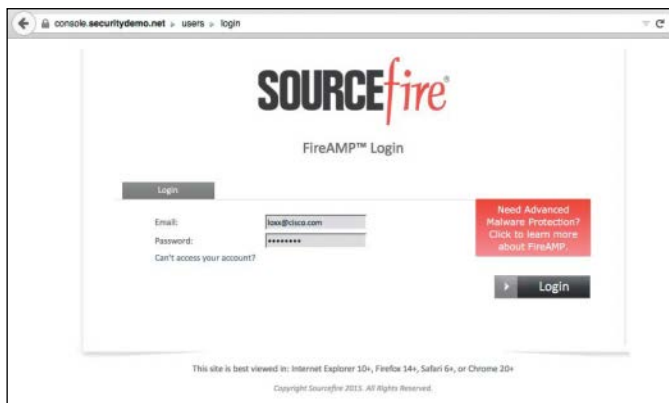 console.securitydemo.net ▸ users ▸ login
SOURCEfire®
FireAMP™ Login
Login
Email:
Password: ••••••••
Can't access your account?
Need Advanced
Malware Protection?
Click to learn more
about FireAMP.
Login
This site is best viewed in: Internet Explorer 10+, Firefox 14+, Safari 6+, or Chrome 20+
Copyright Sourcefire 2015. All Rights Reserved.